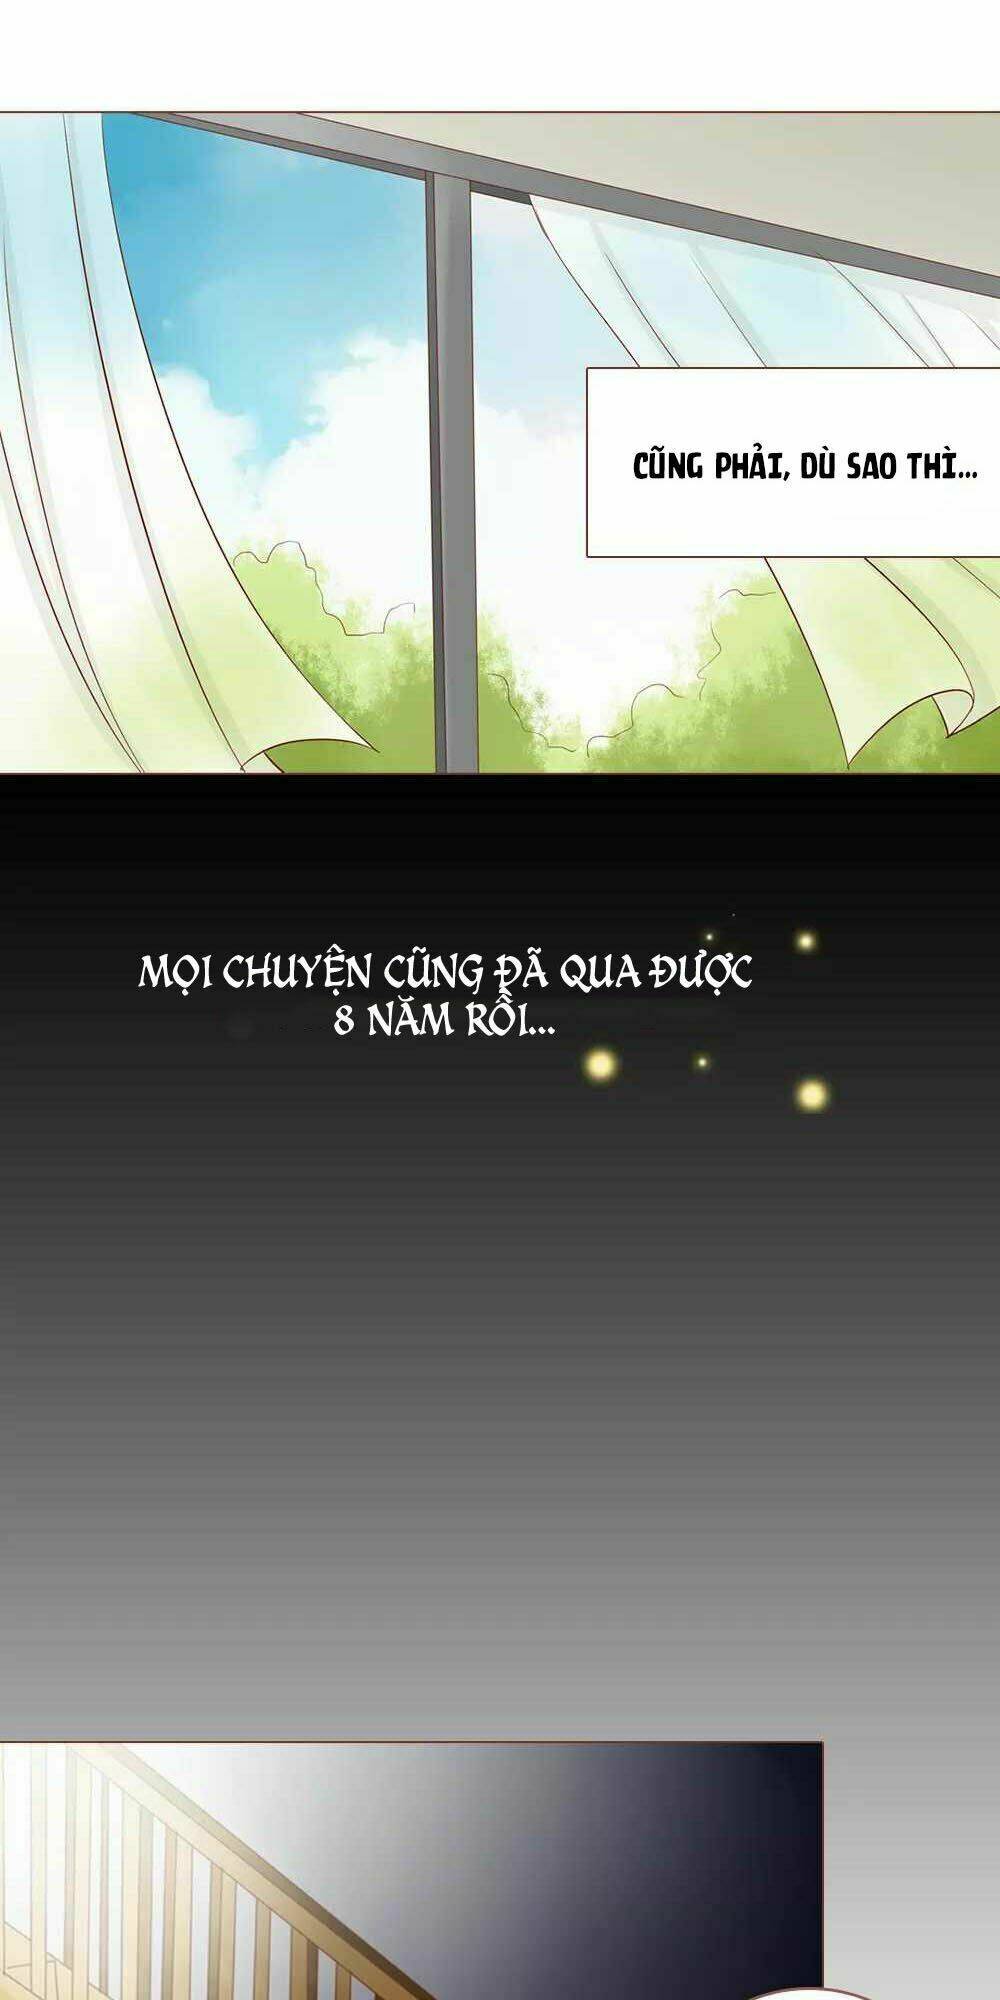 CŨNG PHẢI, DÙ SAO THÌ...
MỌI CHUYỆN CŨNG ĐÃ QUA ĐƯỢC
8 NĂM RỒI...